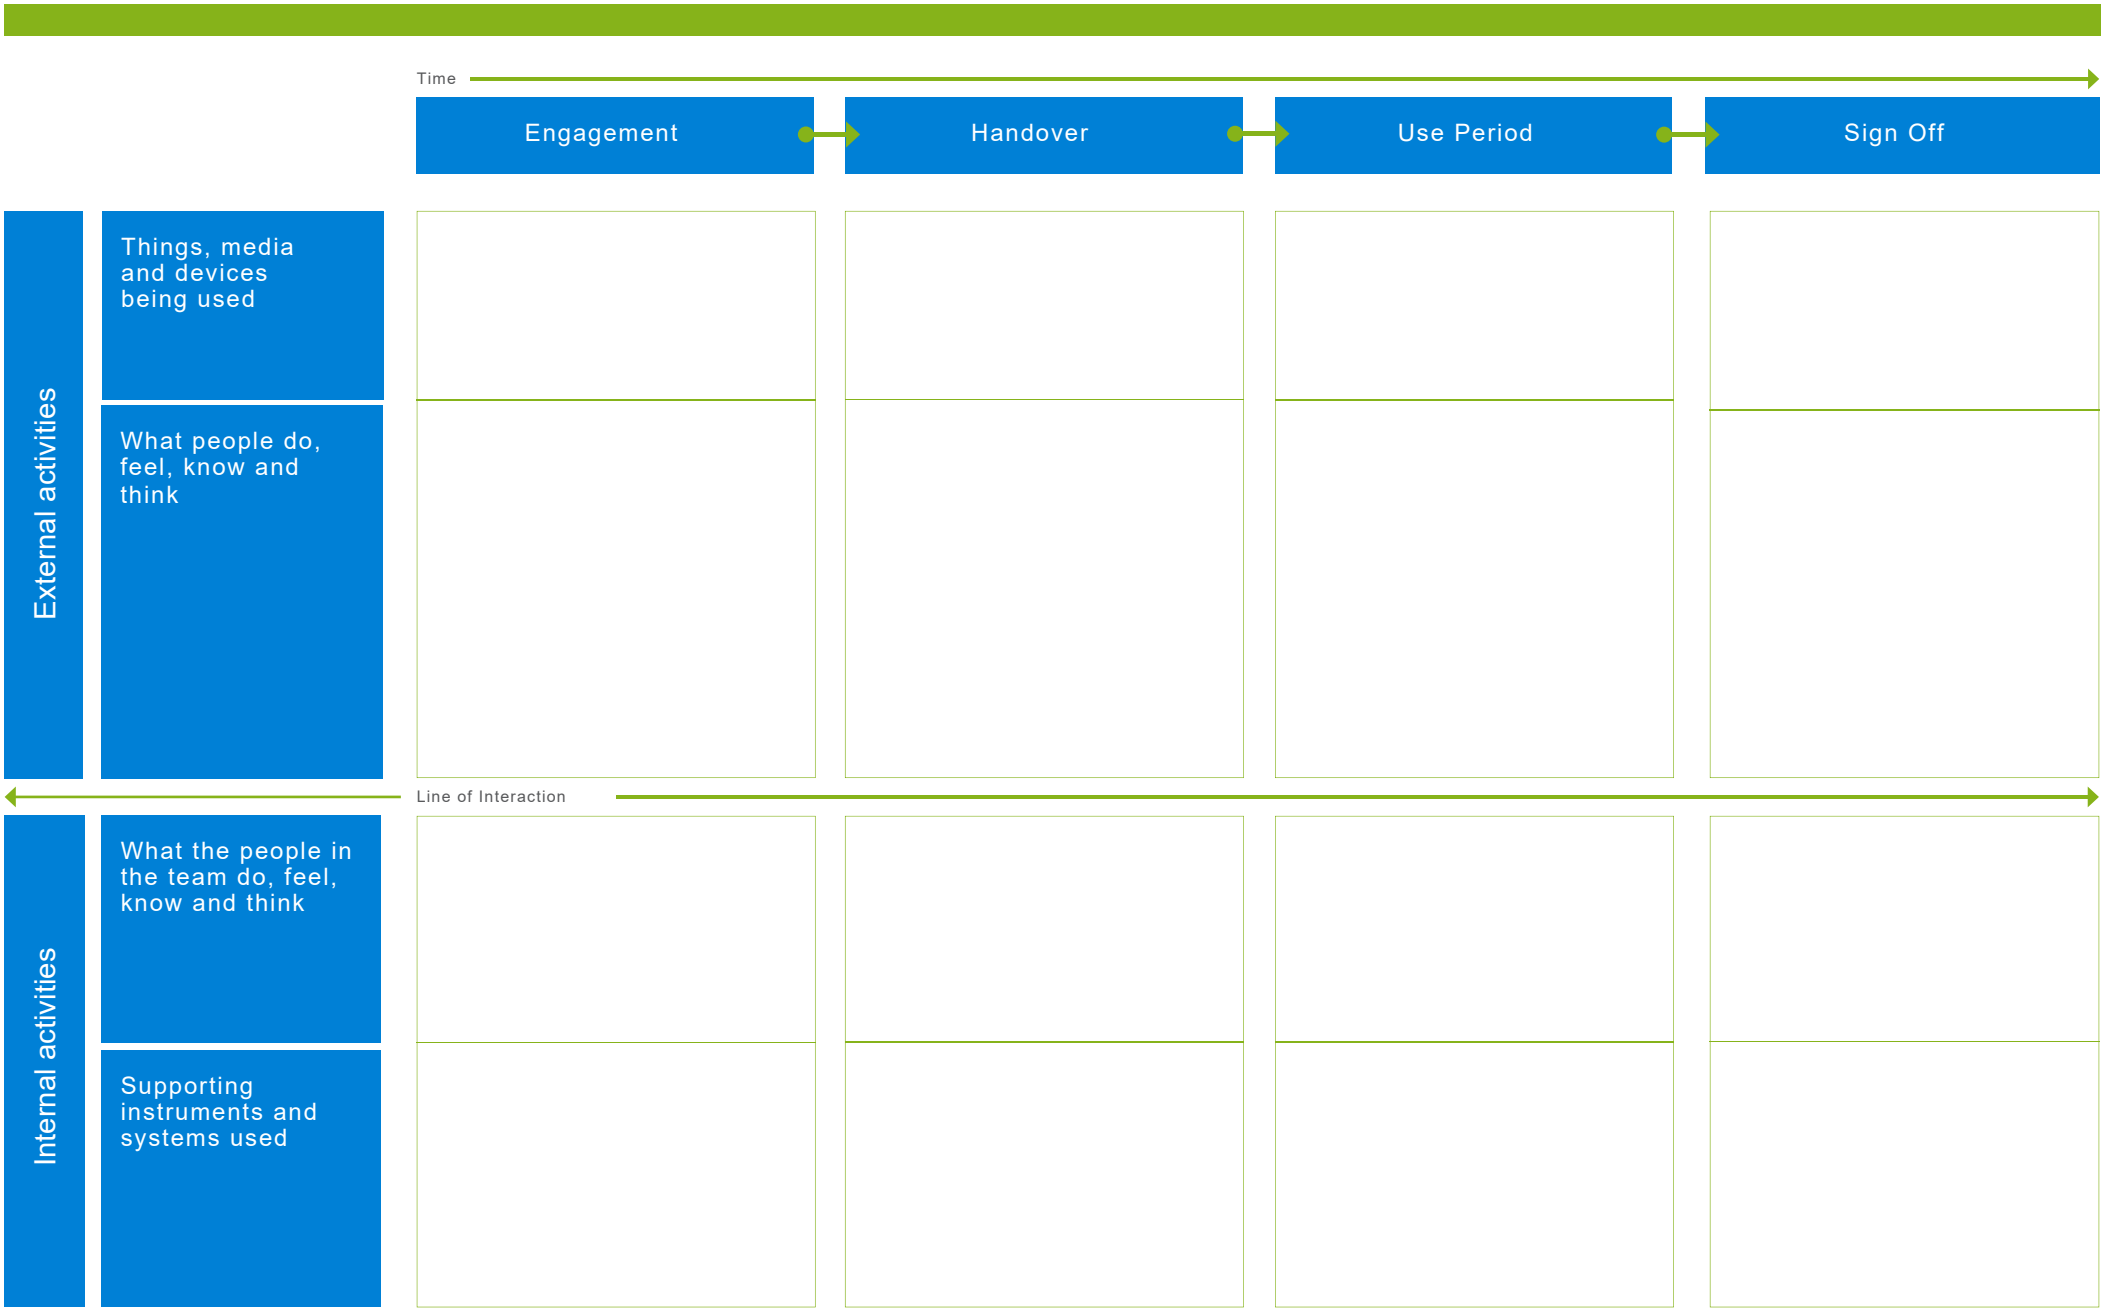 Time
Engagement
Handover
Use Period
Sign Off
External activities
Things, media
and devices
being used
What people do,
feel, know and
think
Line of Interaction
Internal activities
What the people in
the team do, feel,
know and think
Supporting
instruments and
systems used